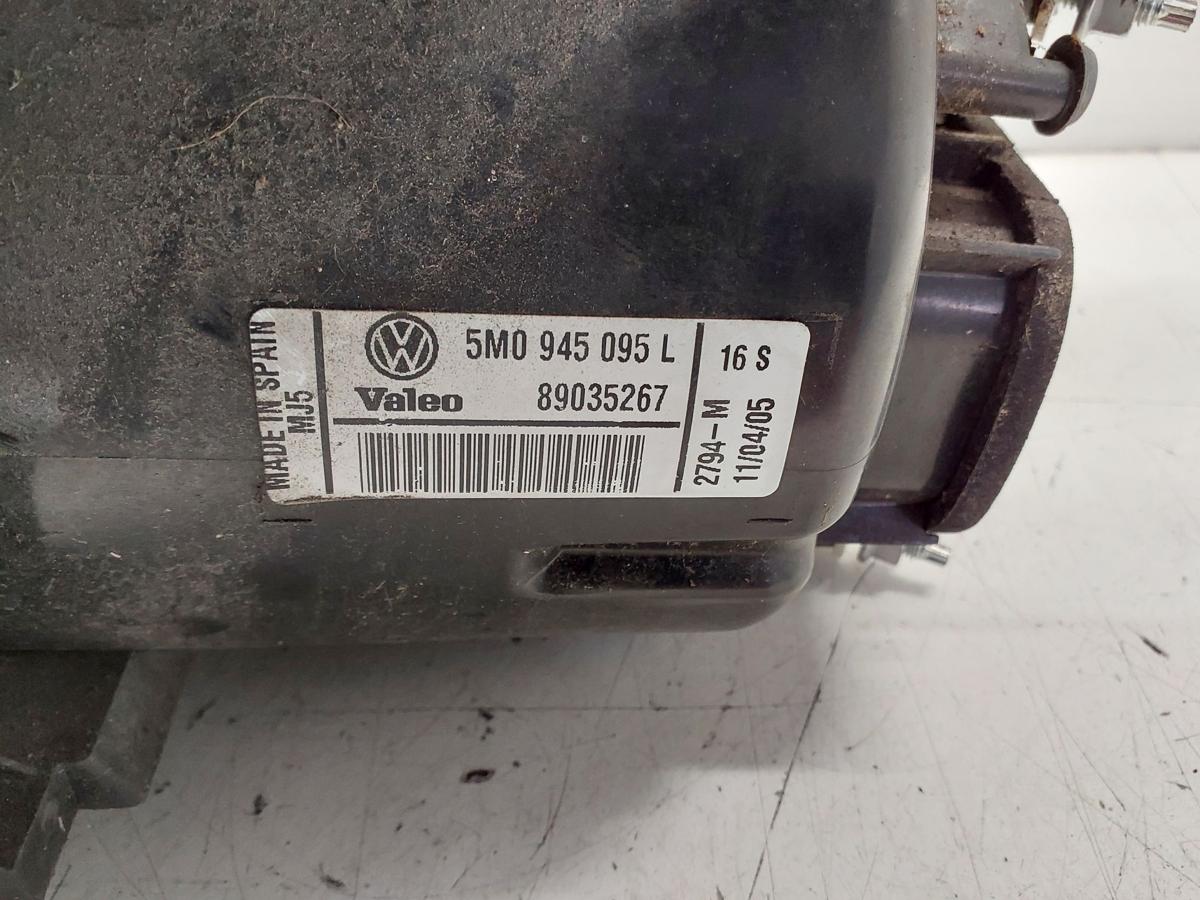 MADE IN SPAIN
MJ5
5M0 945 095 L
Valeo 89035267
16 S
2794-M
11/04/05